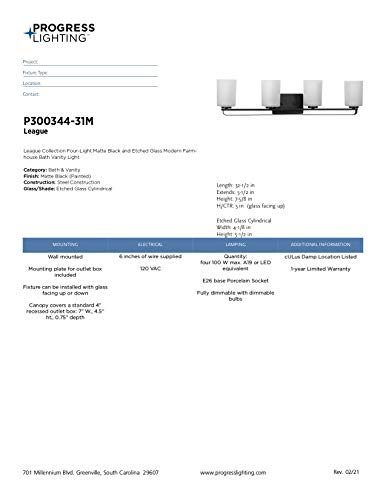 PROGRESS
LIGHTING™
Project:
Fixture Type:
Location:
Contact:
P300344-31M
League
League Collection Four-Light Matte Black and Etched Glass Modern Farm-
house Bath Vanity Light
Category: Bath & Vanity
Finish: Matte Black (Painted)
Construction: Steel Construction
Glass/Shade: Etched Glass Cylindrical
Length: 32-1/2 in
Extends: 5-1/2 in
Height: 7-5/8 in
H/CTR: 5 in (glass facing up)
Etched Glass Cylindrical
Width: 4-1/8 in
Height: 5-1/2 in
MOUNTING
Wall mounted
Mounting plate for outlet box
included
Fixture can be installed with glass
facing up or down
Canopy covers a standard 4"
recessed outlet box: 7" W., 4.5"
ht., 0.75" depth
ELECTRICAL
6 inches of wire supplied
120 VAC
LAMPING
Quantity:
four 100 W max. A19 or LED
equivalent
E26 base Porcelain Socket
Fully dimmable with dimmable
bulbs
ADDITIONAL INFORMATION
cULus Damp Location Listed
1-year Limited Warranty
701 Millennium Blvd. Greenville, South Carolina 29607
www.progresslighting.com
Rev. 02/21